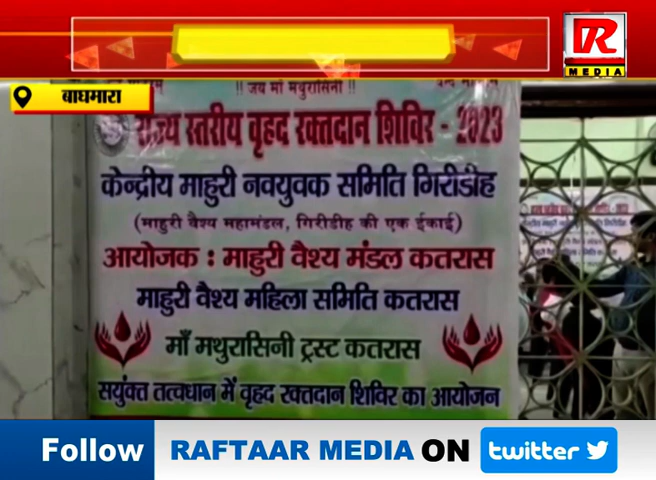 R
MEDIA
बाघमारा
!! जय माँ मथुरासिनी !!
राज्य स्तरीय वृहद रक्तदान शिविर - 2023
केन्द्रीय माहुरी नवयुवक समिति गिरीडीह
(माहुरी वैश्य महामंडल, गिरीडीह की एक ईकाई)
आयोजक : माहुरी वैश्य मंडल कतरास
माहुरी वैश्य महिला समिति कतरास
माँ मथुरासिनी ट्रस्ट कतरास
सयुंक्त तत्वधान में वृहद रक्तदान शिविर का आयोजन
Follow RAFTAAR MEDIA ON twitter